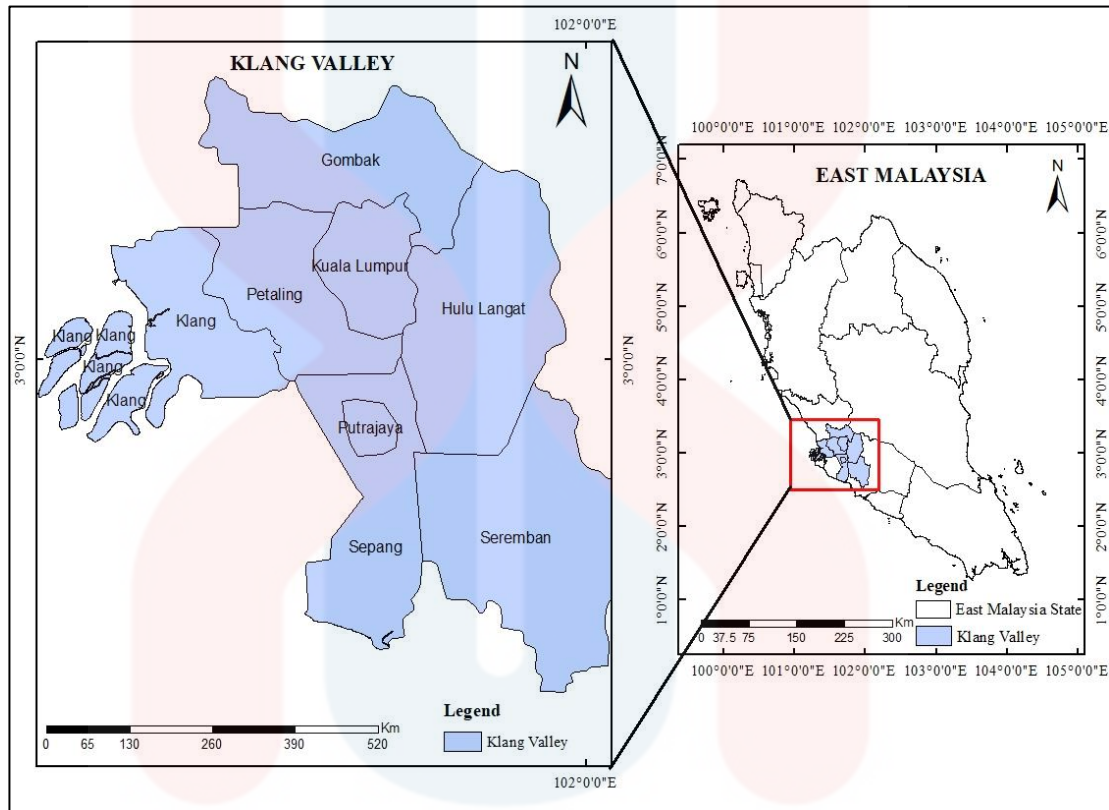 102°0'0"E
KLANG VALLEY
N
Gombak
Kuala Lumpur
Petaling
Hulu Langat
Klang
Klang
Klang
Klang
Klang
3°0'0"N
3°0'0"N
Putrajaya
Sepang
Seremban
Legend
Klang Valley
Km
0 65 130 260 390 520
102°0'0"E
100°0'0"E 101°0'0"E 102°0'0"E 103°0'0"E 104°0'0"E 105°0'0"E
EAST MALAYSIA
N
7°0'0"N
6°0'0"N
5°0'0"N
4°0'0"N
3°0'0"N
2°0'0"N
1°0'0"N
7°0'0"N
6°0'0"N
5°0'0"N
4°0'0"N
3°0'0"N
2°0'0"N
1°0'0"N
Legend
East Malaysia State
Klang Valley
Km
0 37.5 75 150 225 300
100°0'0"E 101°0'0"E 102°0'0"E 103°0'0"E 104°0'0"E 105°0'0"E